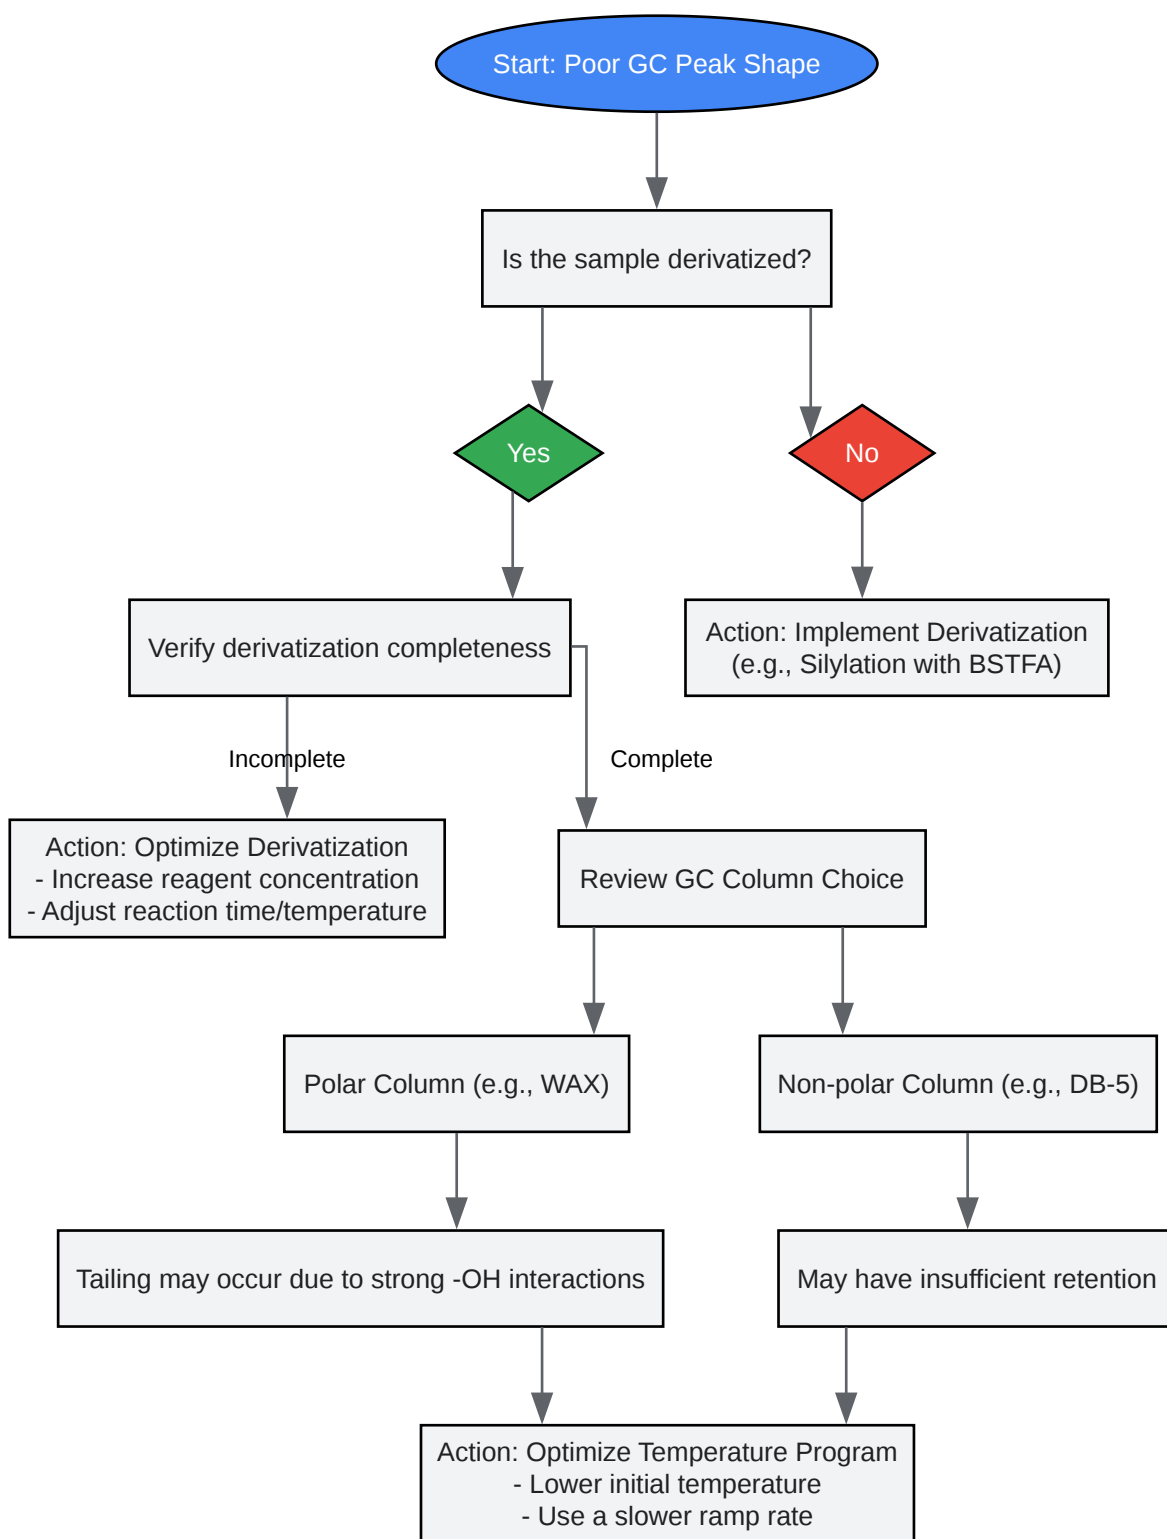 Start: Poor GC Peak Shape
Is the sample derivatized?
Yes
No
Verify derivatization completeness
Action: Implement Derivatization
(e.g., Silylation with BSTFA)
Incomplete
Complete
Action: Optimize Derivatization
- Increase reagent concentration
- Adjust reaction time/temperature
Review GC Column Choice
Polar Column (e.g., WAX)
Non-polar Column (e.g., DB-5)
Tailing may occur due to strong -OH interactions
May have insufficient retention
Action: Optimize Temperature Program
- Lower initial temperature
- Use a slower ramp rate